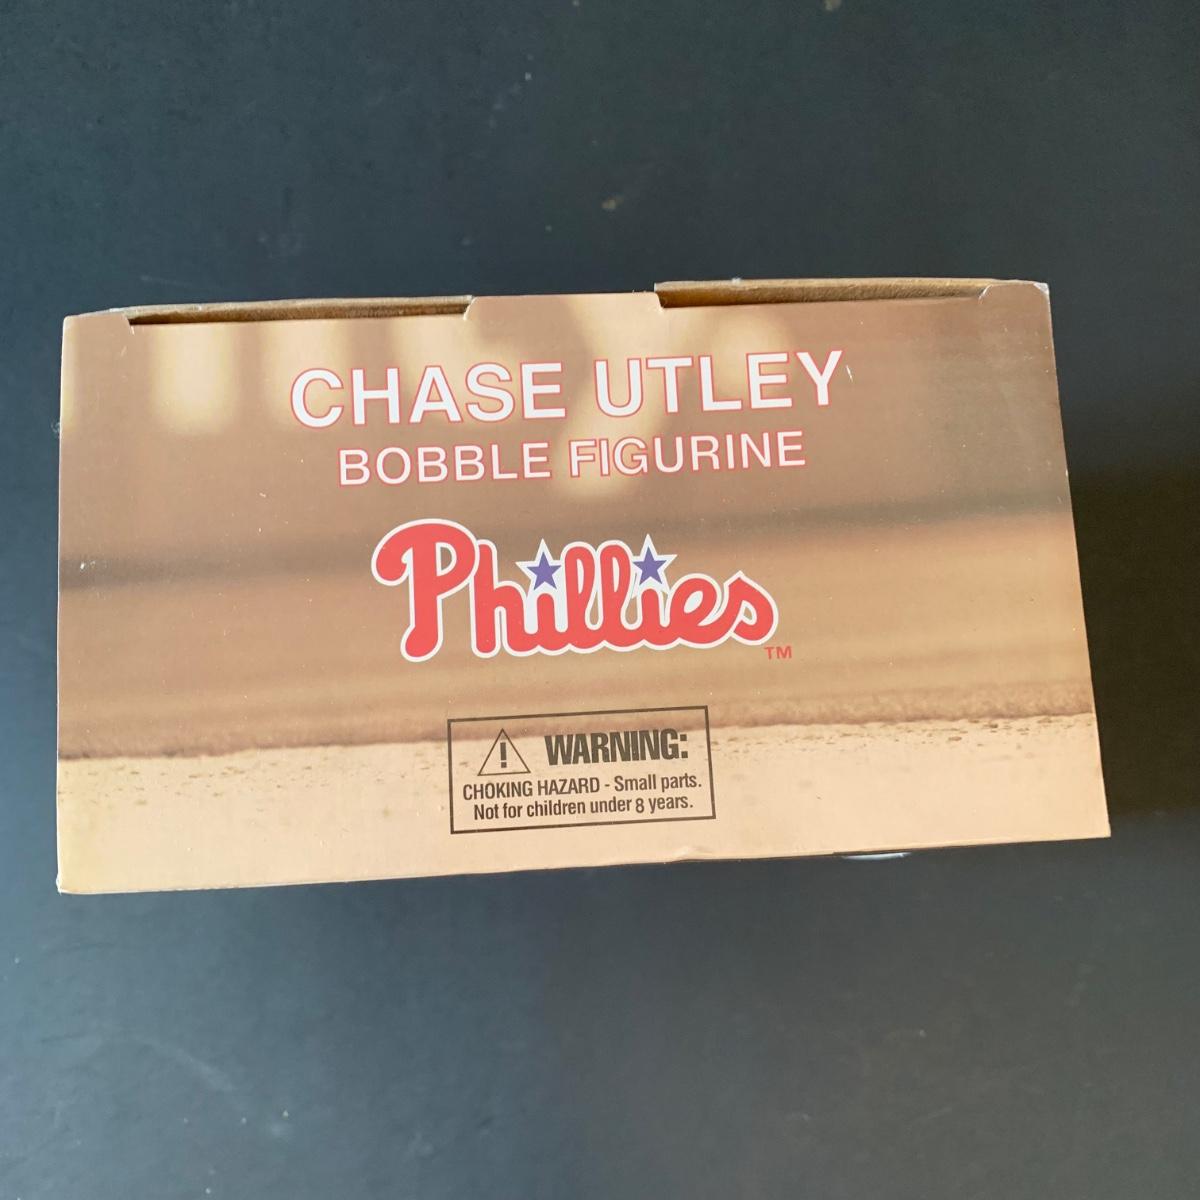 CHASE UTLEY
BOBBLE FIGURINE
Phillies
TM
! WARNING:
CHOKING HAZARD - Small parts.
Not for children under 8 years.